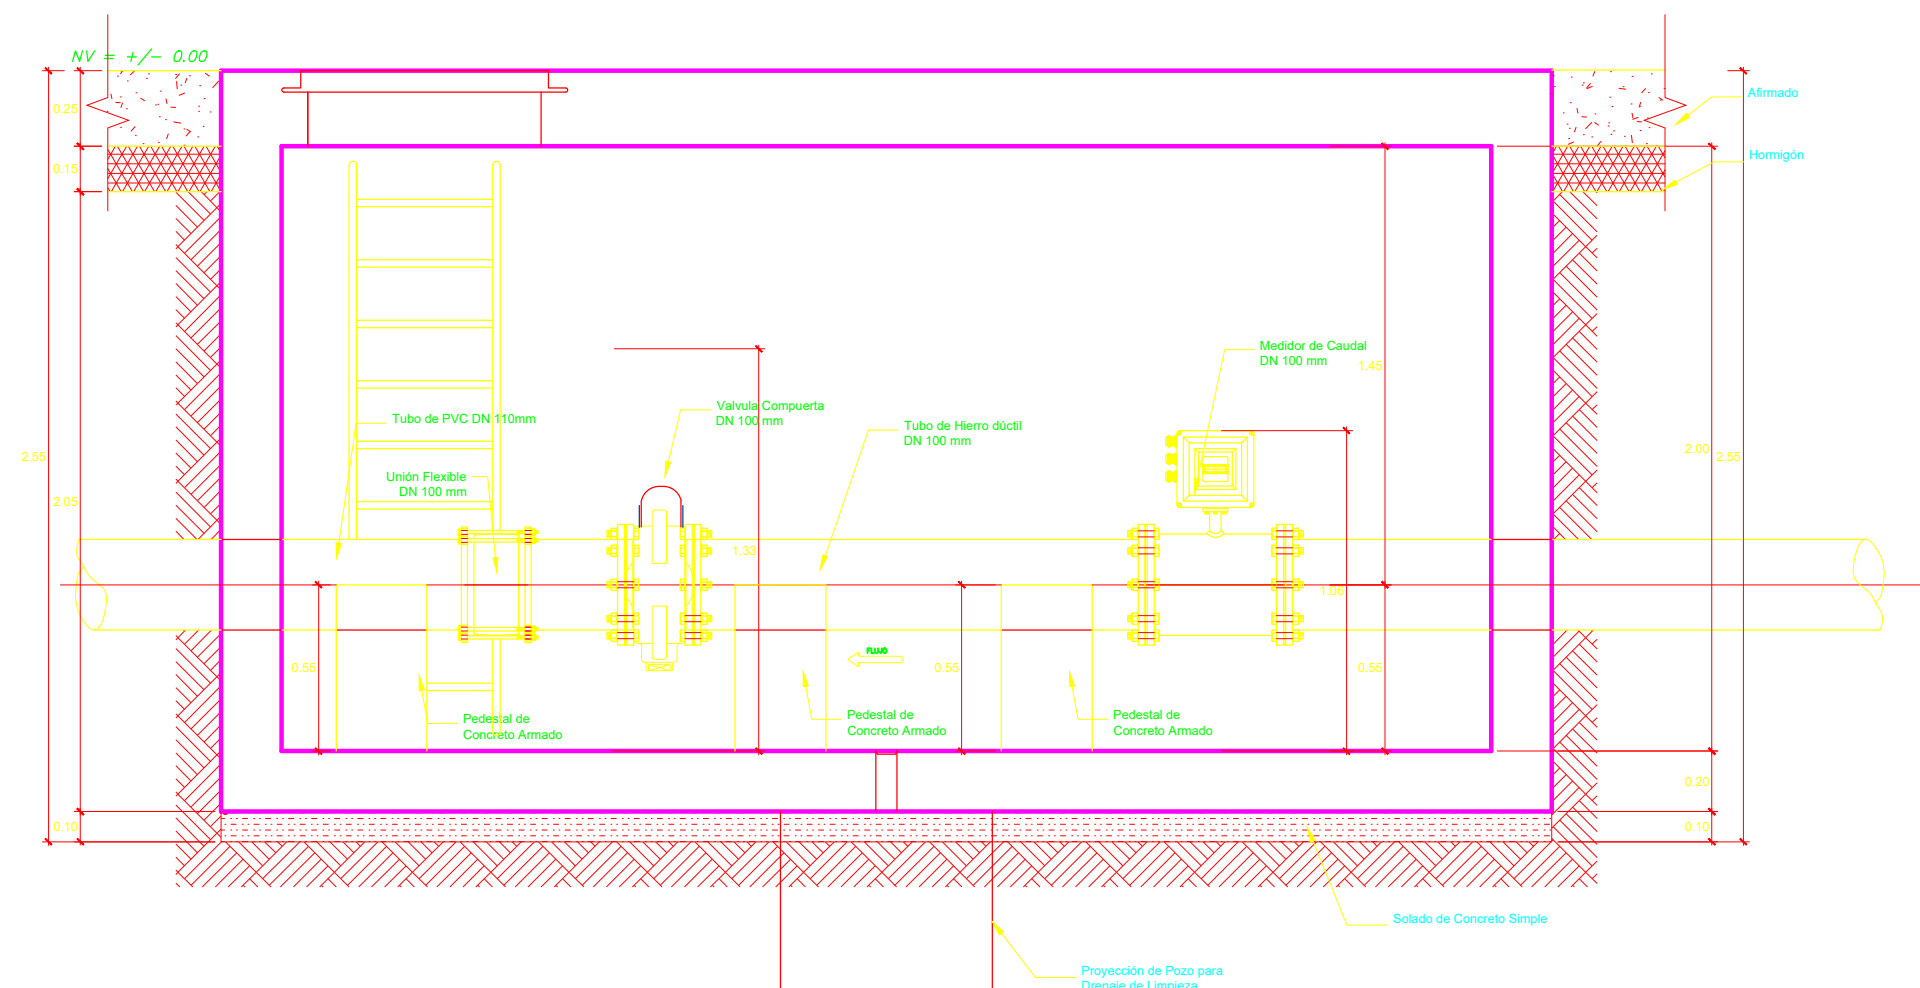 NV = +/- 0.00
0.25
Afirmado
0.15
Hormigón
Medidor de Caudal
DN 100 mm
1.45
Valvula Compuerta
DN 100 mm
Tubo de PVC DN 110mm
Tubo de Hierro dúctil
DN 100 mm
2.55
2.00
2.55
Unión Flexible
DN 100 mm
2.05
1.33
1.06
FLUJO
0.55
0.55
0.55
Pedestal de
Concreto Armado
Pedestal de
Concreto Armado
Pedestal de
Concreto Armado
0.20
0.10
0.10
Solado de Concreto Simple
Proyección de Pozo para
Drenaje de Limpieza